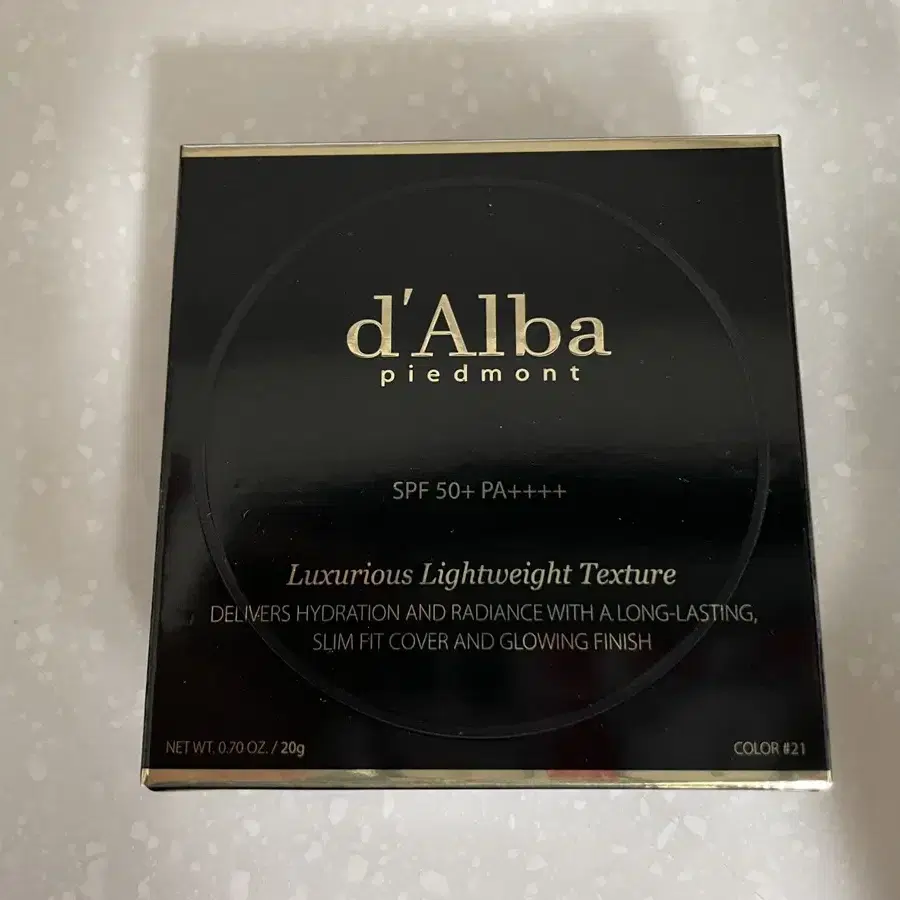 d'Alba
piedmont
SPF 50+ PA++++
Luxurious Lightweight Texture
DELIVERS HYDRATION AND RADIANCE WITH A LONG-LASTING,
SLIM FIT COVER AND GLOWING FINISH
NET WT. 0.70 OZ. / 20g
COLOR #21